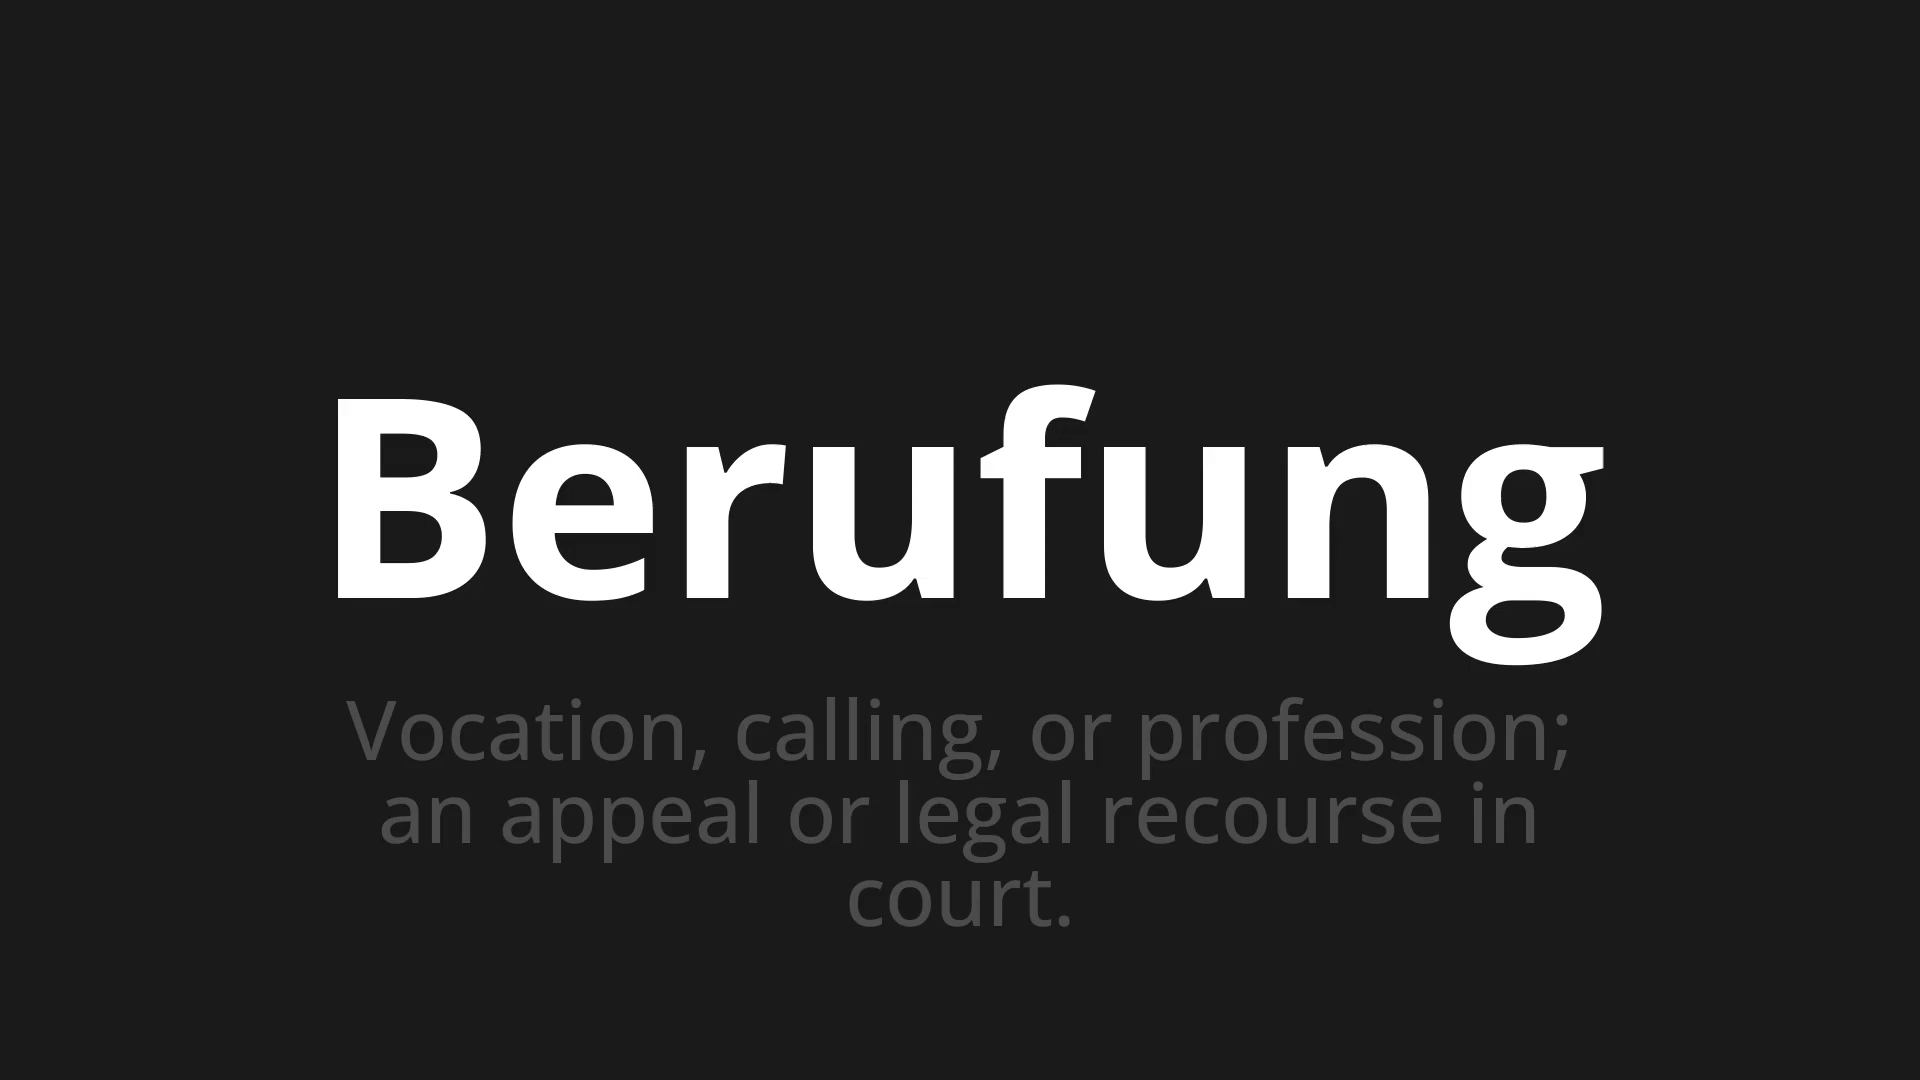 Berufung
Vocation, calling, or profession;
an appeal or legal recourse in
court.